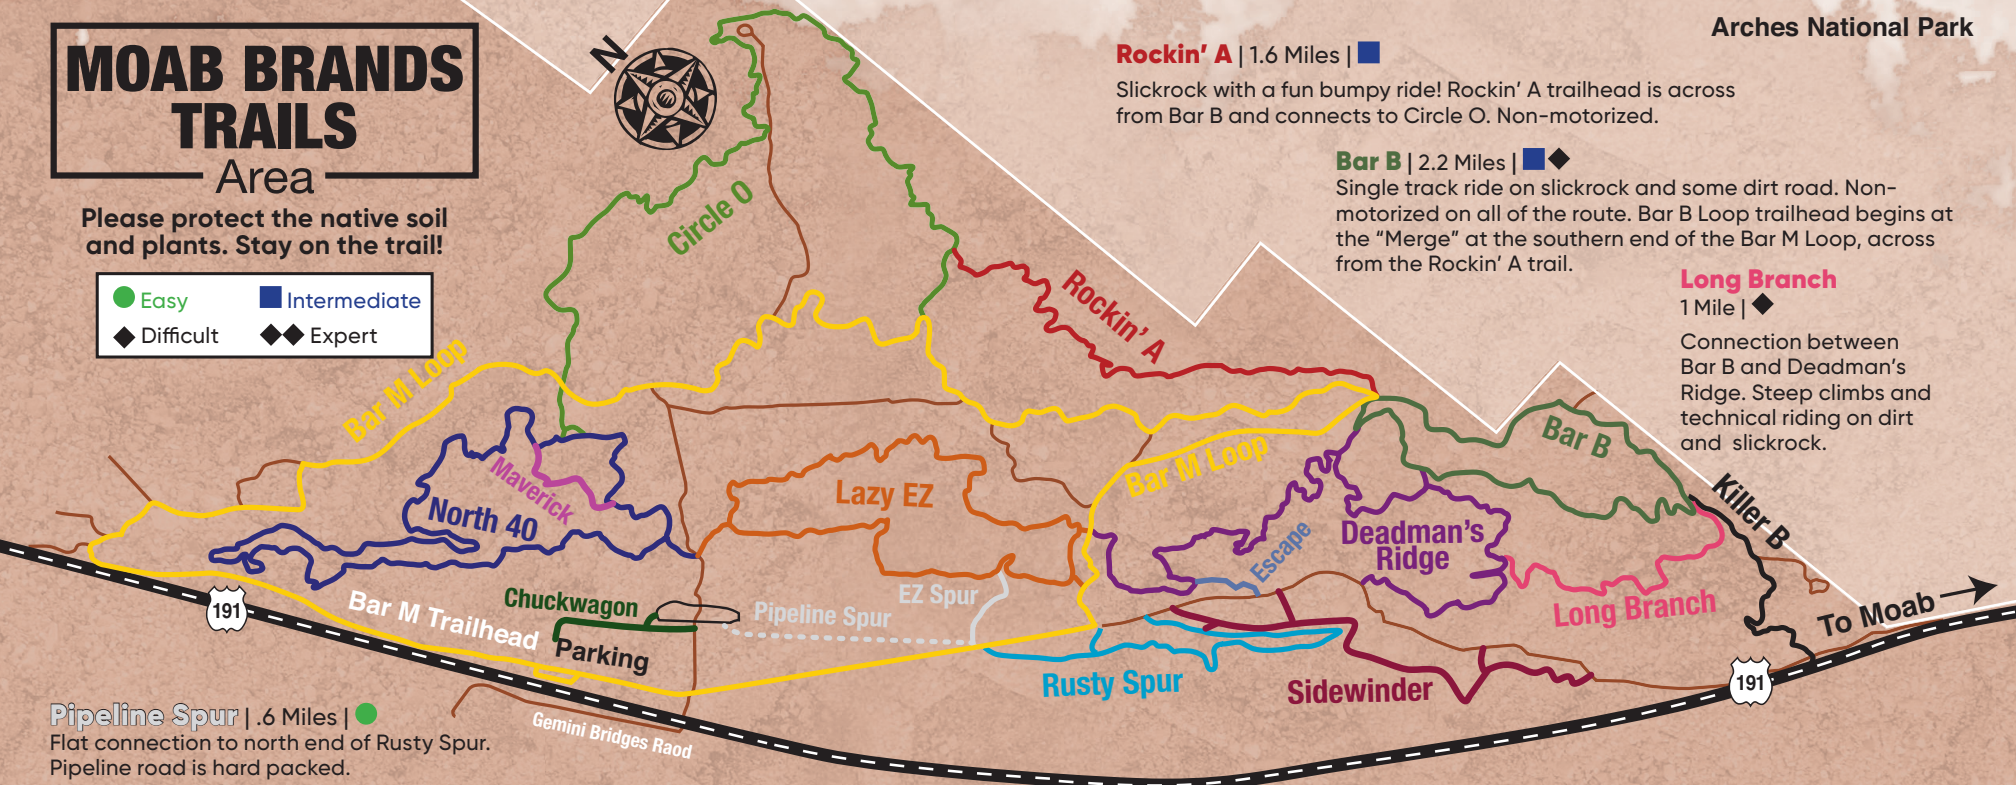 MOAB BRANDS
TRAILS
Area
Please protect the native soil
and plants. Stay on the trail!
Easy
Intermediate
Difficult
Expert
N
Arches National Park
Rockin' A | 1.6 Miles |
Slickrock with a fun bumpy ride! Rockin' A trailhead is across
from Bar B and connects to Circle O. Non-motorized.
Bar B | 2.2 Miles |
Single track ride on slickrock and some dirt road. Non-
motorized on all of the route. Bar B Loop trailhead begins at
the “Merge” at the southern end of the Bar M Loop, across
from the Rockin' A trail.
Long Branch
1 Mile |
Connection between
Bar B and Deadman's
Ridge. Steep climbs and
technical riding on dirt
and slickrock.
Circle O
Rockin' A
Bar M Loop
Bar B
Bar M Loop
Maverick
North 40
Lazy EZ
Escape
Deadman's
Ridge
Killer B
Long Branch
To Moab
Chuckwagon
EZ Spur
Pipeline Spur
191
Bar M Trailhead
Parking
Rusty Spur
Sidewinder
191
Gemini Bridges Raod
Pipeline Spur | .6 Miles |
Flat connection to north end of Rusty Spur.
Pipeline road is hard packed.